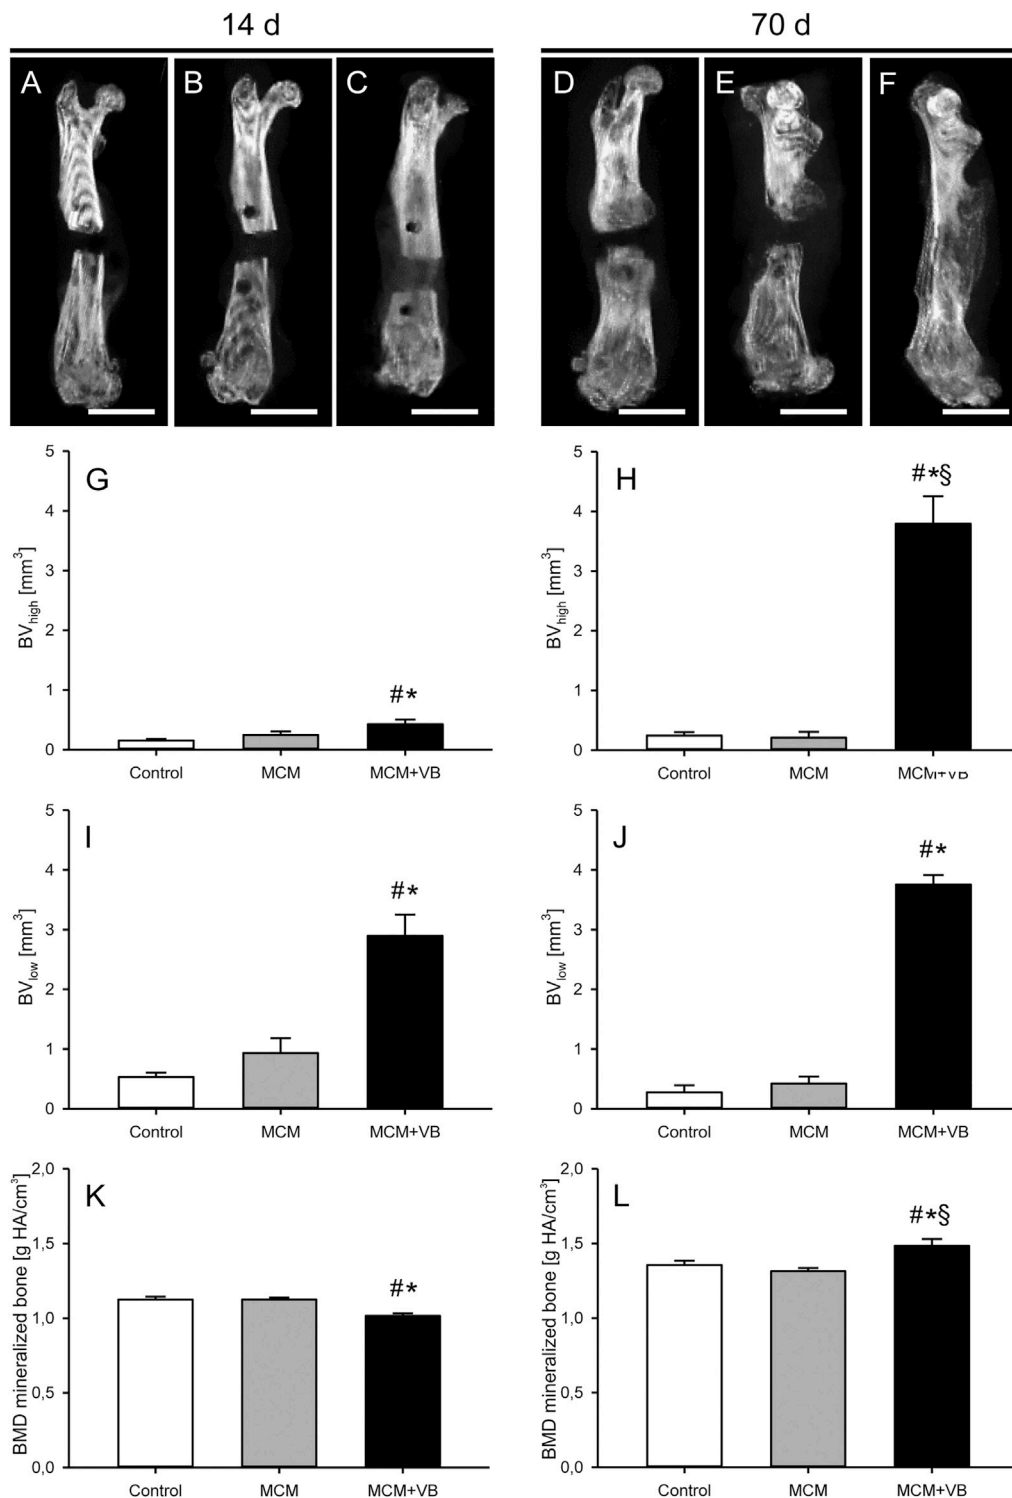 14 d
70 d
A
B
C
D
E
F
G
BVhigh [mm3]
5
4
3
2
1
0
#*
Control
MCM
MCM+VB
H
BVhigh [mm3]
5
4
3
2
1
0
#*§
Control
MCM
MCM+VB
I
BVlow [mm3]
5
4
3
2
1
0
#*
Control
MCM
MCM+VB
J
BVlow [mm3]
5
4
3
2
1
0
#*
Control
MCM
MCM+VB
K
BMD mineralized bone [g HA/cm3]
2,0
1,5
1,0
0,5
0,0
#*
Control
MCM
MCM+VB
L
BMD mineralized bone [g HA/cm3]
2,0
1,5
1,0
0,5
0,0
#*§
Control
MCM
MCM+VB